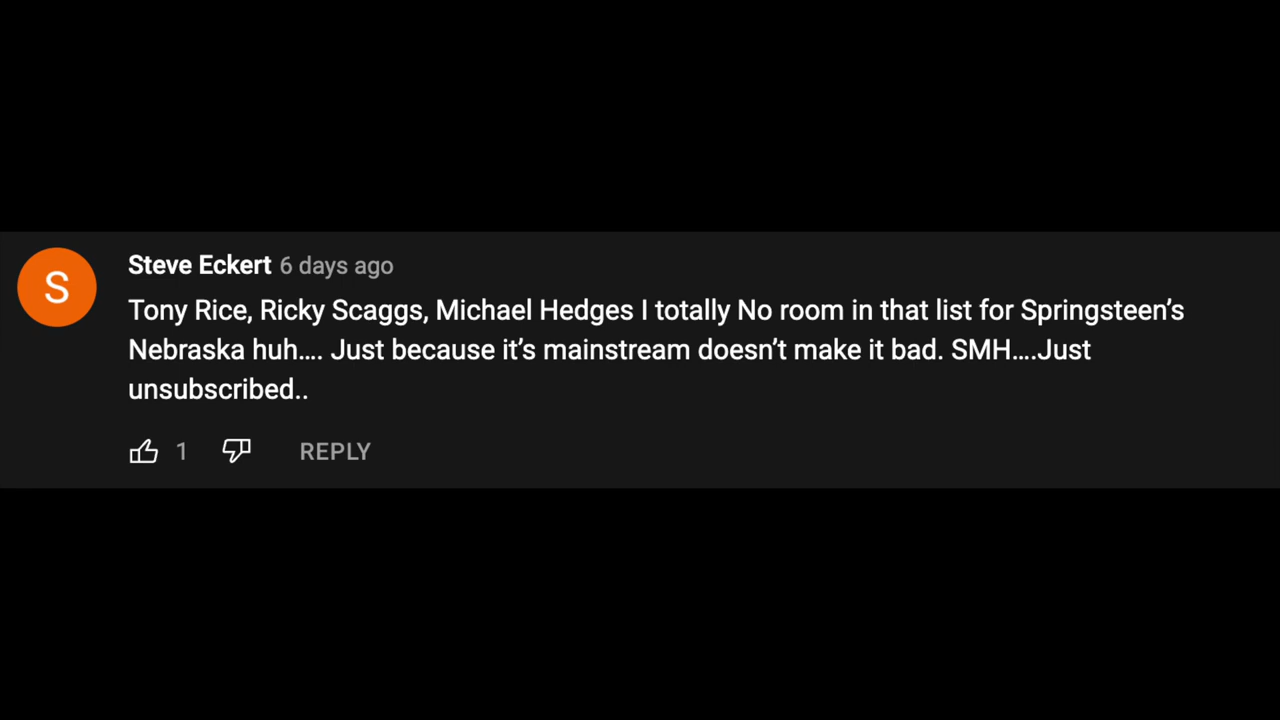 S
Steve Eckert 6 days ago
Tony Rice, Ricky Scaggs, Michael Hedges I totally No room in that list for Springsteen’s
Nebraska huh…. Just because it’s mainstream doesn’t make it bad. SMH….Just
unsubscribed..
1 REPLY